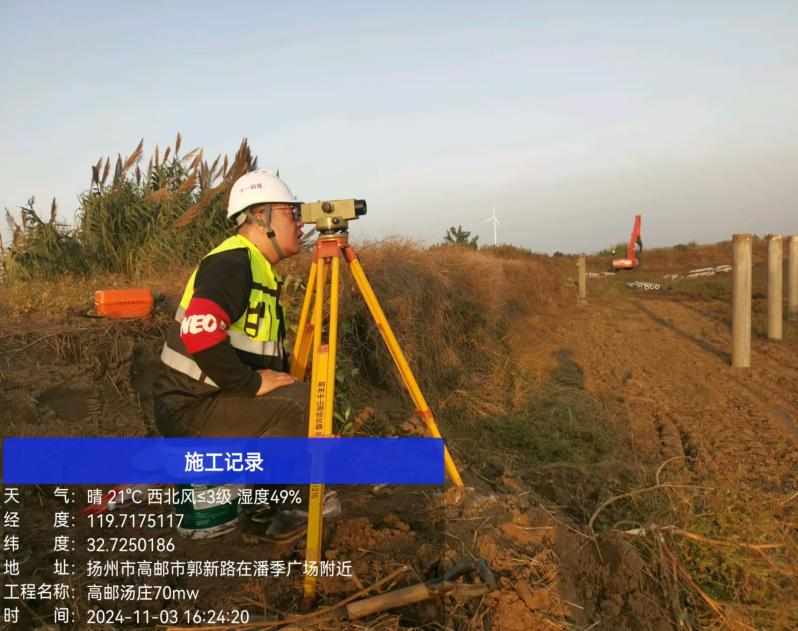 NEO
施工记录
天 气：晴 21℃ 西北风≤3级 湿度49%
经 度：119.7175117
纬 度：32.7250186
地 址：扬州市高邮市郭新路在潘季广场附近
工程名称：高邮汤庄70mw
时 间：2024-11-03 16:24:20